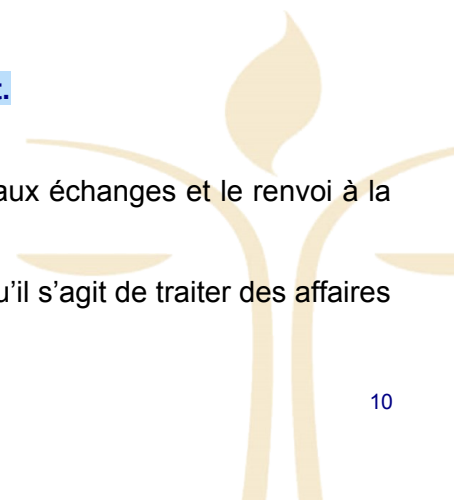 aux échanges et le renvoi à la
u'il s'agit de traiter des affaires
10